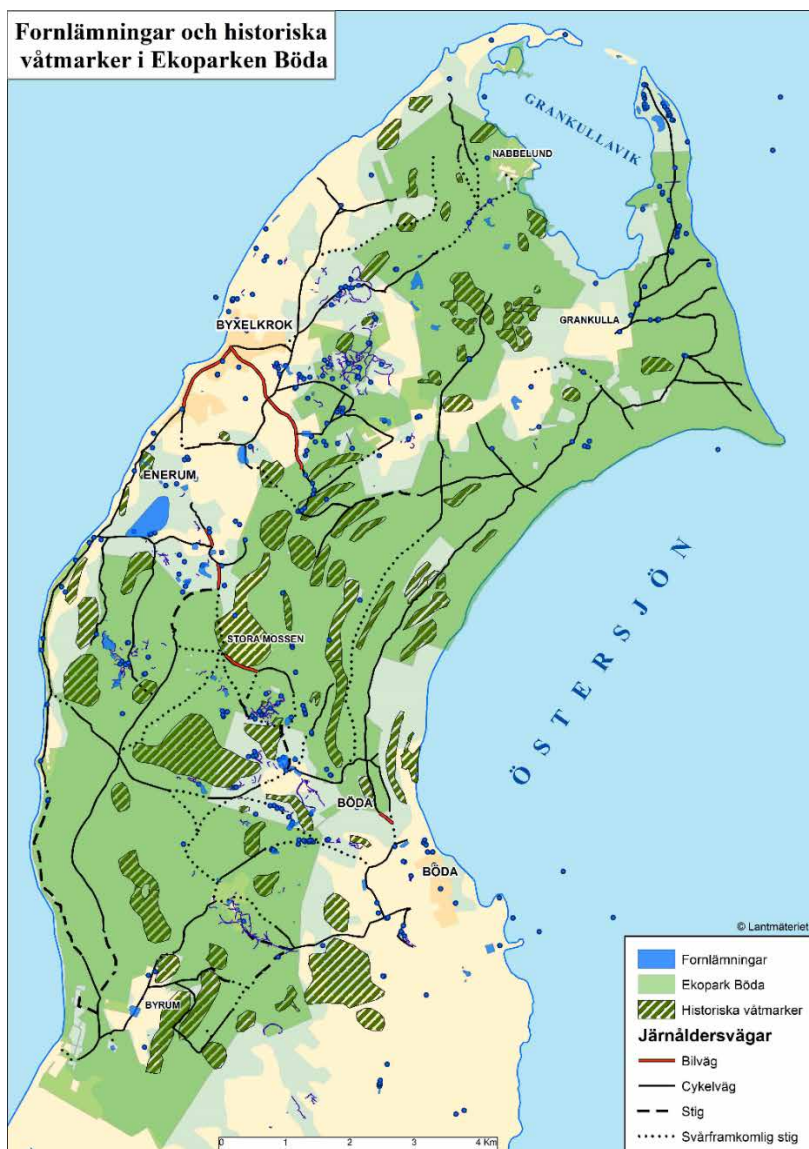 Fornlämningar och historiska
våtmarker i Ekoparken Böda
GRANKULLAVIK
NABBELUND
BYXELKROK
GRANKULLA
ENERUM
STORA MOSSEN
ÖSTERSJÖN
BÖDA
BÖDA
BYRUM
© Lantmäteriet
Fornlämningar
Ekopark Böda
Historiska våtmarker
Järnåldersvägar
Bilväg
Cykelväg
Stig
Svårframkomlig stig
0 1 2 4 Km